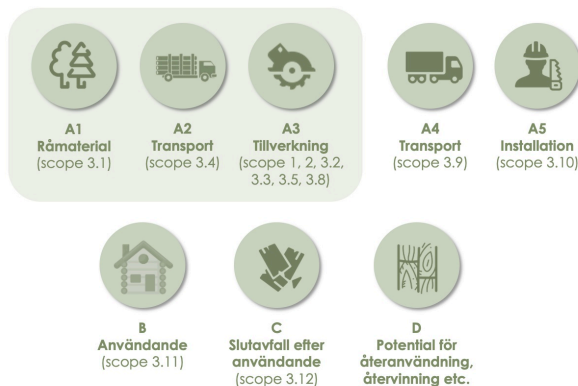 A1
Råmaterial
(scope 3.1)
A2
Transport
(scope 3.4)
A3
Tillverkning
(scope 1, 2, 3.2,
3.3, 3.5, 3.8)
A4
Transport
(scope 3.9)
A5
Installation
(scope 3.10)
B
Användande
(scope 3.11)
C
Slutavfall efter
användande
(scope 3.12)
D
Potential för
återanvändning,
återvinning etc.